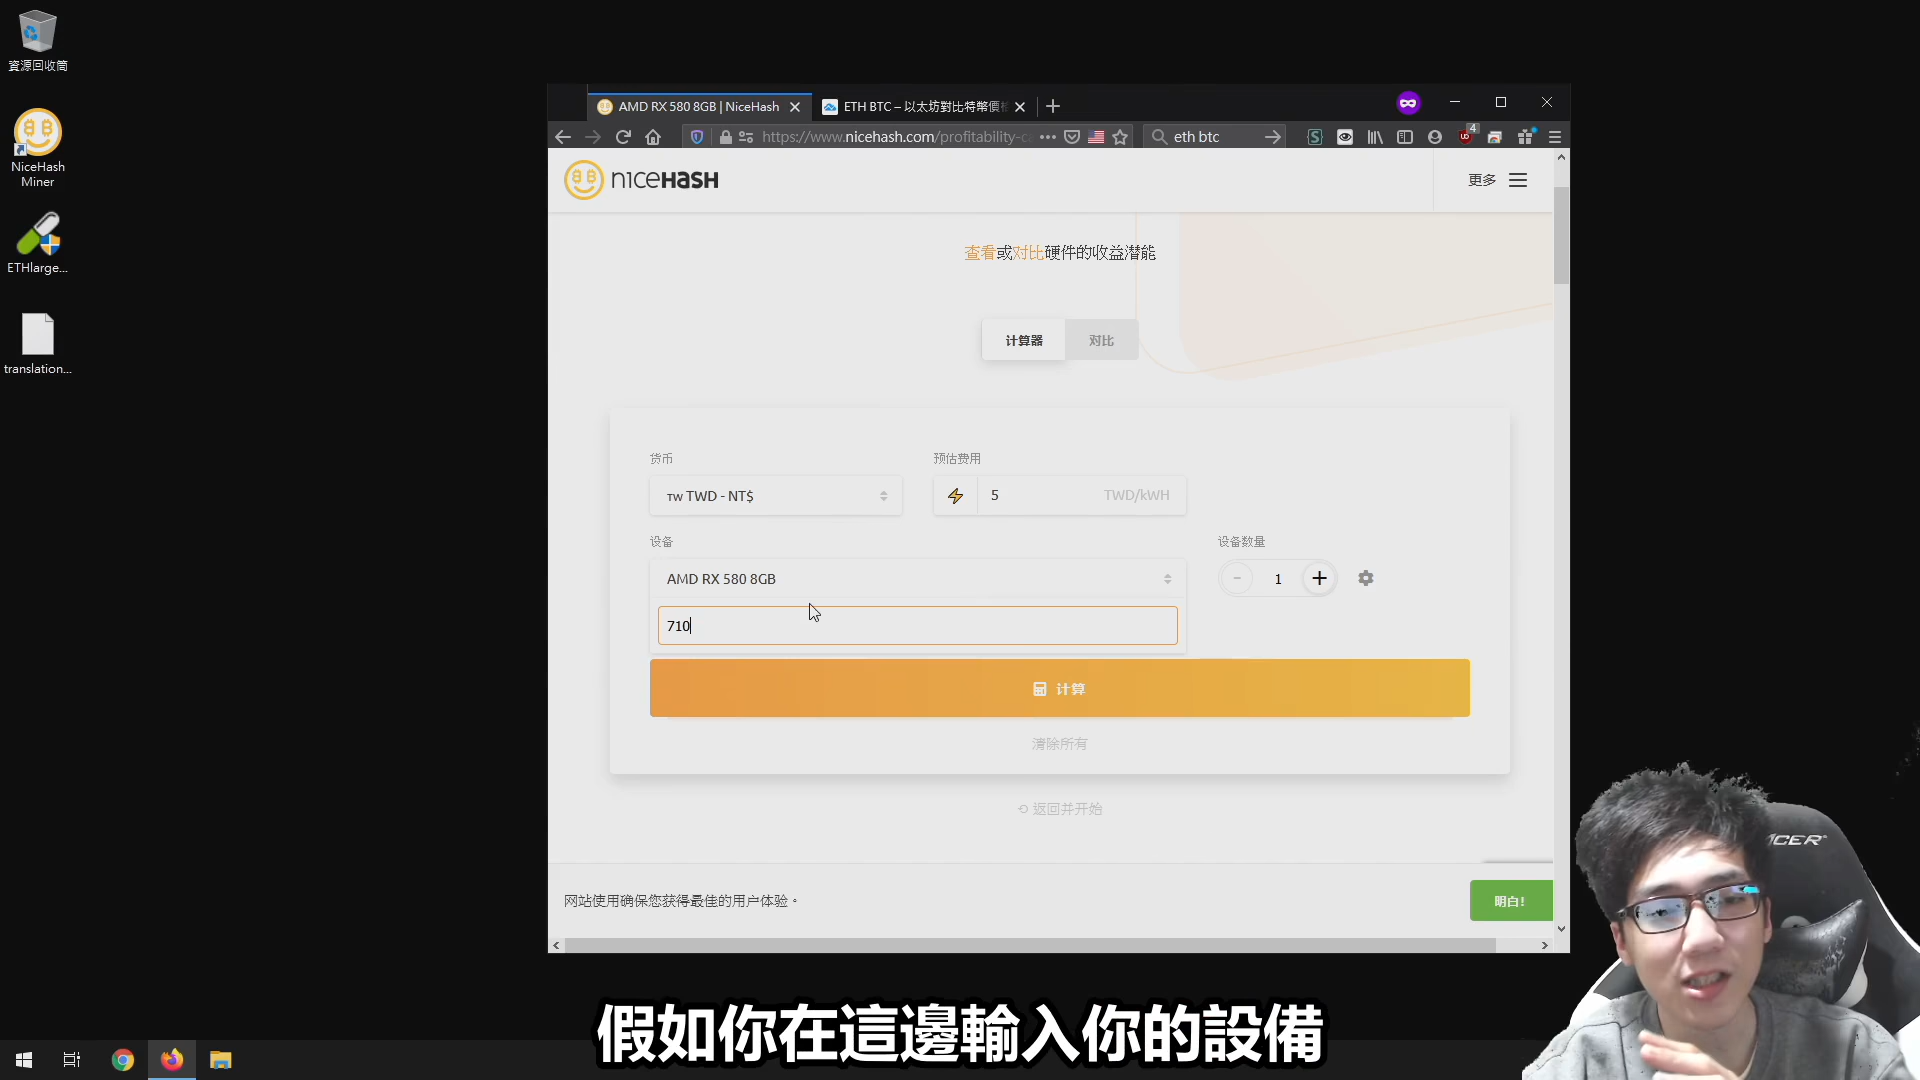 資源回收筒
NiceHash
Miner
ETHlarge...
translation...
AMD RX 580 8GB | NiceHash
ETH BTC – 以太坊對比特幣價
https://www.nicehash.com/profitability-c
eth btc
4
NICEHASH
更多
查看或对比硬件的收益潜能
计算器
对比
货币
预估费用
TW TWD - NT$
5
TWD/kWH
设备
设备数量
AMD RX 580 8GB
1
710
计算
清除所有
返回并开始
网站使用确保您获得最佳的用户体验。
明白!
假如你在這邊輸入你的設備